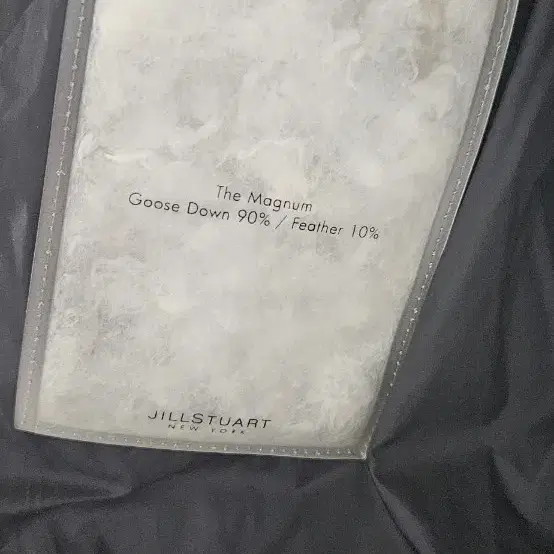 The Magnum
Goose Down 90% / Feather 10%
JILLSTUART
NEW YORK